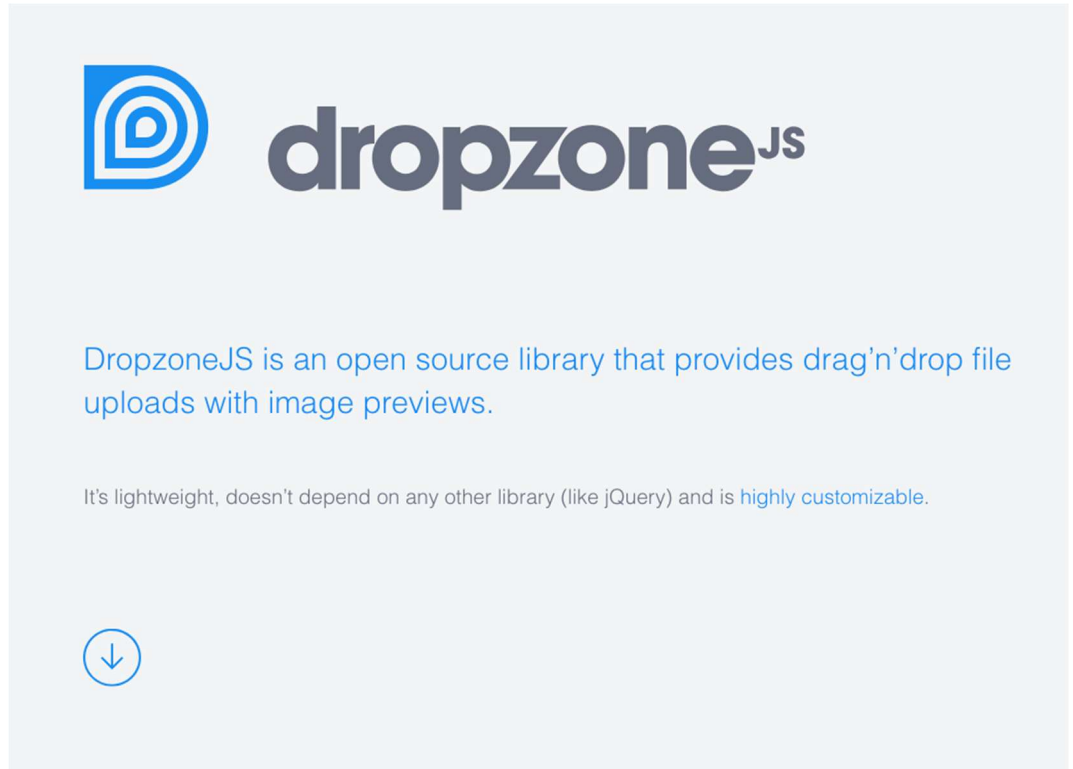 dropzoneJS
DropzoneJS is an open source library that provides drag’n’drop file
uploads with image previews.
It’s lightweight, doesn’t depend on any other library (like jQuery) and is highly customizable.